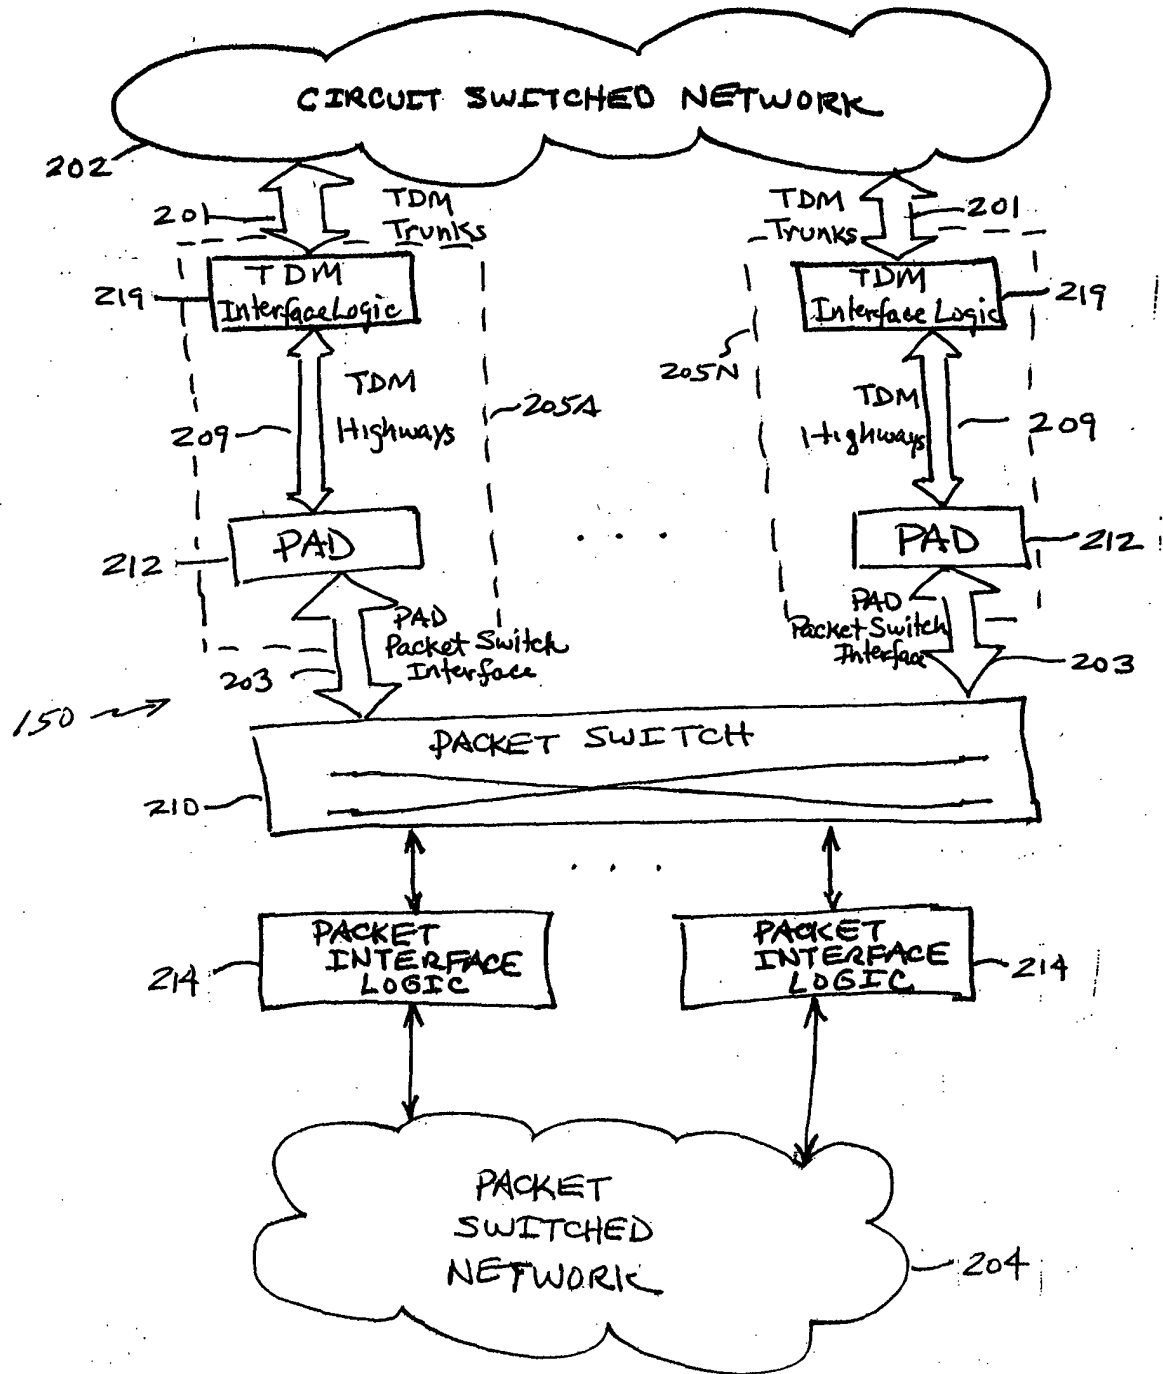 CIRCUIT SWITCHED NETWORK
202
201
TDM
Trunks
TDM
Trunks
201
219
TDM
Interface Logic
TDM
Interface Logic
219
205N
205A
209
TDM
Highways
TDM
Highways
209
212
PAD
. . .
PAD
212
PAD
Packet Switch
Interface
203
PAD
Packet Switch
Interface
203
150
PACKET SWITCH
210
. . .
PACKET
INTERFACE
LOGIC
214
PACKET
INTERFACE
LOGIC
214
PACKET
SWITCHED
NETWORK
204